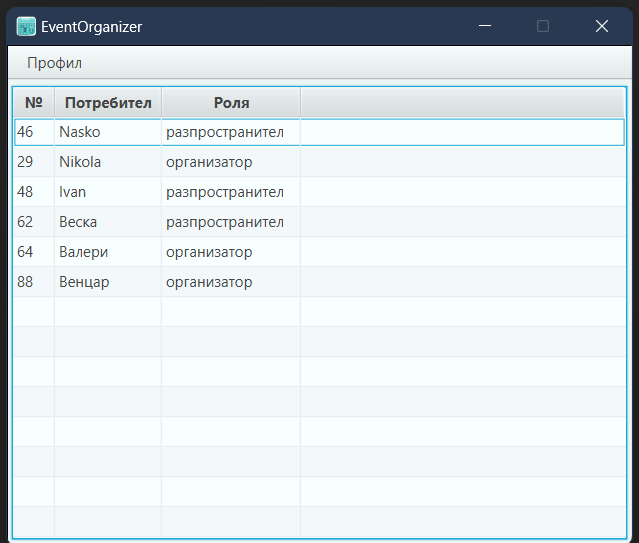 EventOrganizer
Профил
№ Потребител Роля
46 Nasko разпространител
29 Nikola организатор
48 Ivan разпространител
62 Веска разпространител
64 Валери организатор
88 Венцар организатор